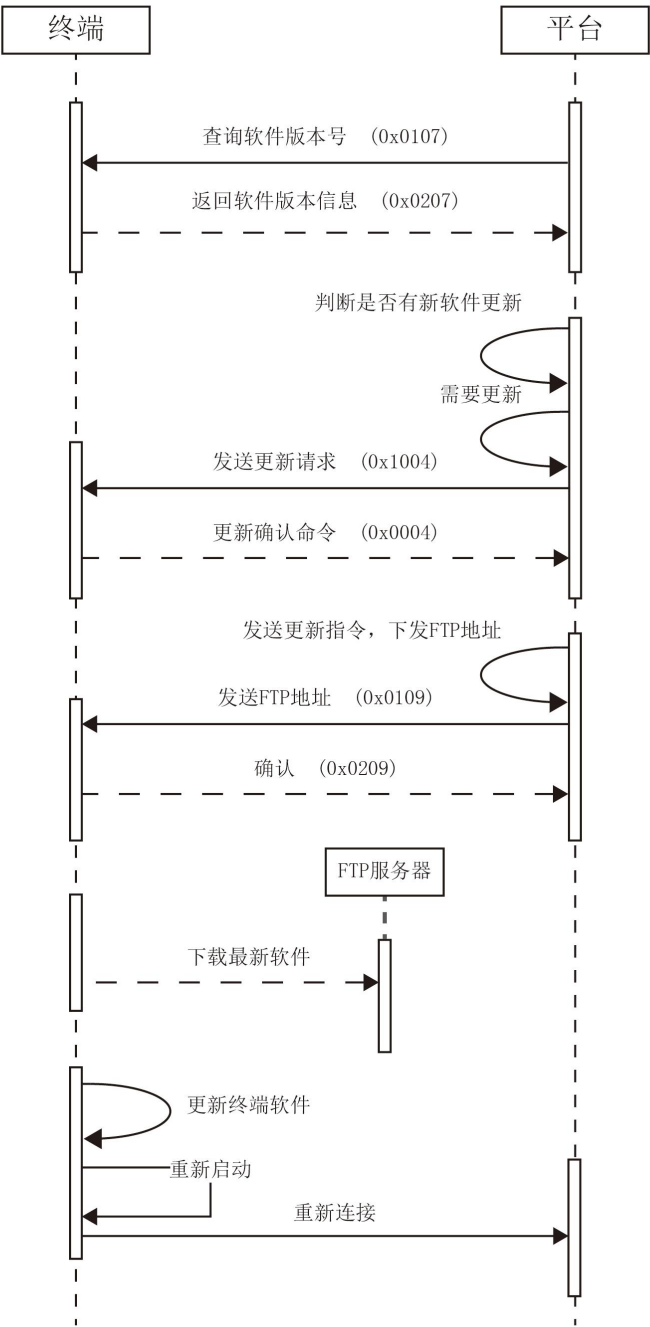 终端
平台
查询软件版本号 (0x0107)
返回软件版本信息 (0x0207)
判断是否有新软件更新
需要更新
发送更新请求 (0x1004)
更新确认命令 (0x0004)
发送更新指令，下发FTP地址
发送FTP地址 (0x0109)
确认 (0x0209)
FTP服务器
下载最新软件
更新终端软件
重新启动
重新连接